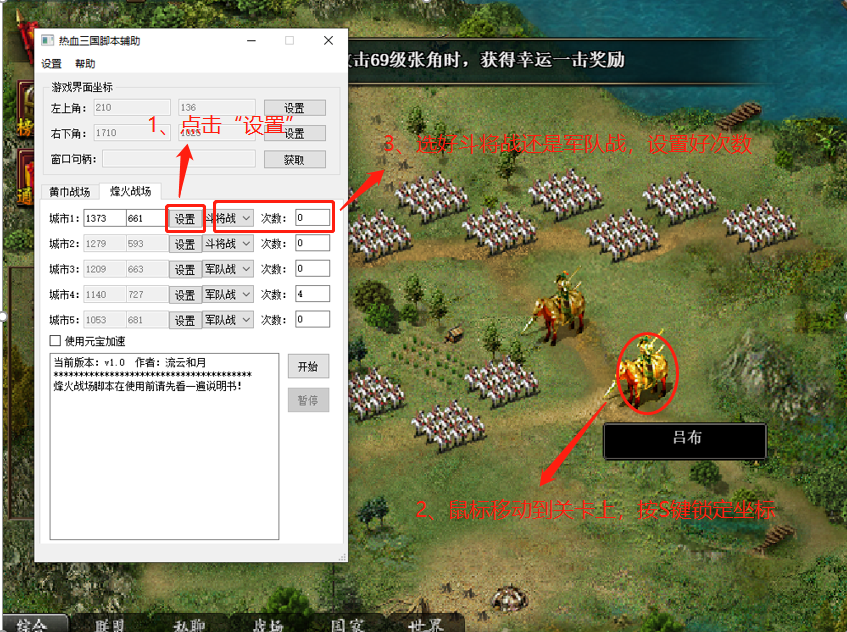 热血三国脚本辅助
设置 帮助
击69级张角时，获得幸运一击奖励
游戏界面坐标
左上角: 210 136 设置
右下角: 1710 设置
1、点击“设置”
窗口句柄: 获取
3、选好斗将战还是军队战，设置好次数
黄巾战场 烽火战场
城市1: 1373 661 设置 斗将战 次数: 0
城市2: 1279 593 设置 斗将战 次数: 0
城市3: 1209 663 设置 军队战 次数: 0
城市4: 1140 727 设置 军队战 次数: 4
城市5: 1053 681 设置 军队战 次数: 0
使用元宝加速
当前版本: v1.0 作者: 流云和月
****************************************
烽火战场脚本在使用前请先看一遍说明书!
开始
暂停
吕布
2、鼠标移动到关卡上，按S键锁定坐标
综合 联盟 私聊 战场 国家 世界